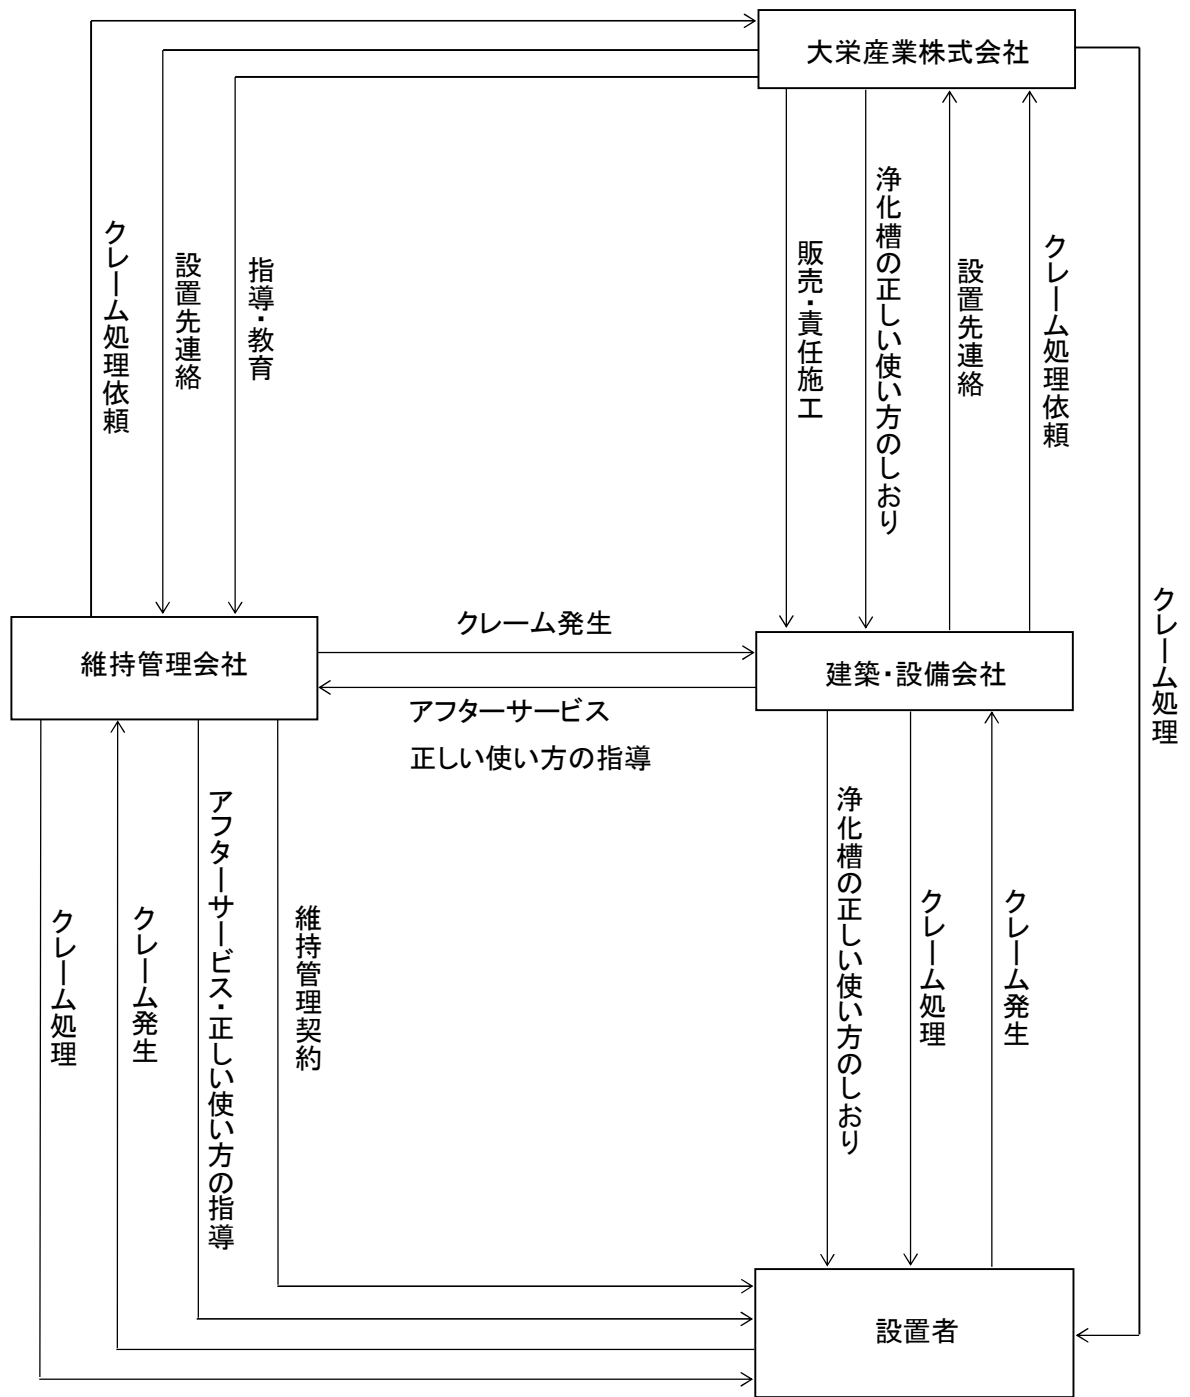 大栄産業株式会社
クレーム処理依頼
設置先連絡
指導・教育
販売・責任施工
浄化槽の正しい使い方のしおり
設置先連絡
クレーム処理依頼
クレーム処理
維持管理会社
クレーム発生
建築・設備会社
アフターサービス
正しい使い方の指導
クレーム処理
クレーム発生
アフターサービス・正しい使い方の指導
維持管理契約
浄化槽の正しい使い方のしおり
クレーム処理
クレーム発生
設置者